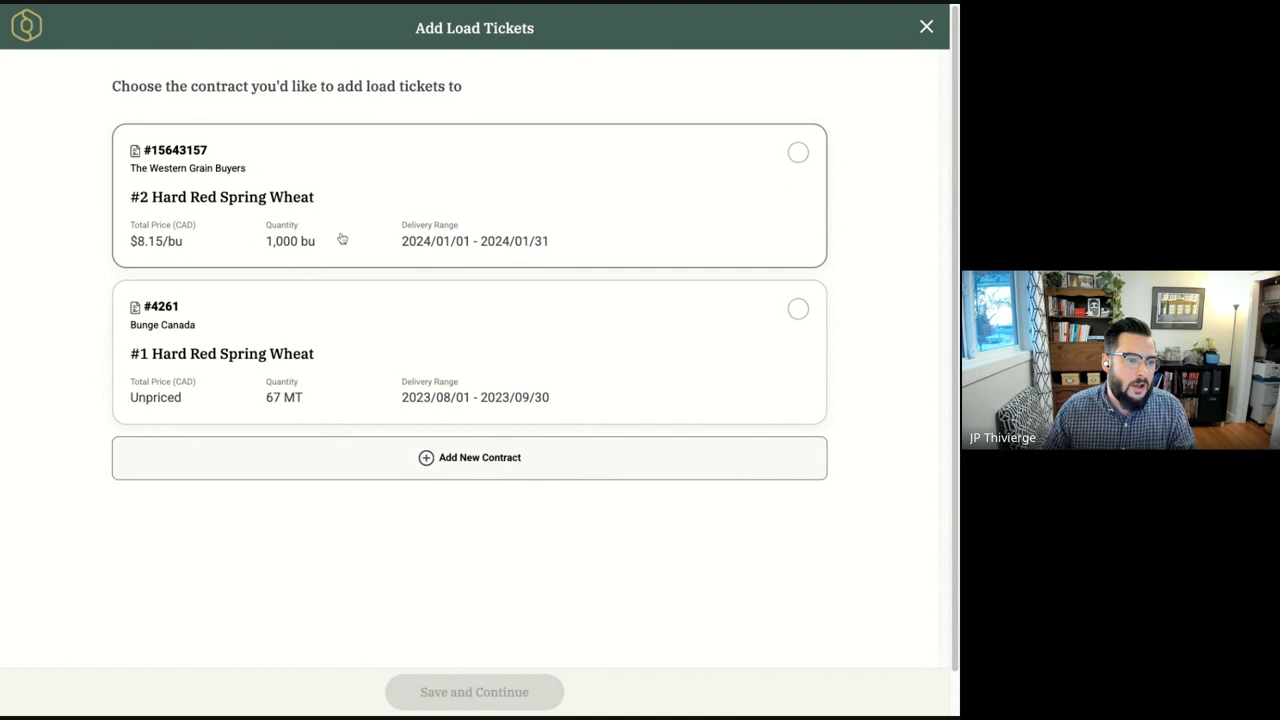 Add Load Tickets
Choose the contract you'd like to add load tickets to
#15643157
The Western Grain Buyers
#2 Hard Red Spring Wheat
Total Price (CAD) Quantity Delivery Range
$8.15/bu 1,000 bu 2024/01/01 - 2024/01/31
#4261
Bunge Canada
#1 Hard Red Spring Wheat
Total Price (CAD) Quantity Delivery Range
Unpriced 67 MT 2023/08/01 - 2023/09/30
Add New Contract
Save and Continue
JP Thivierge